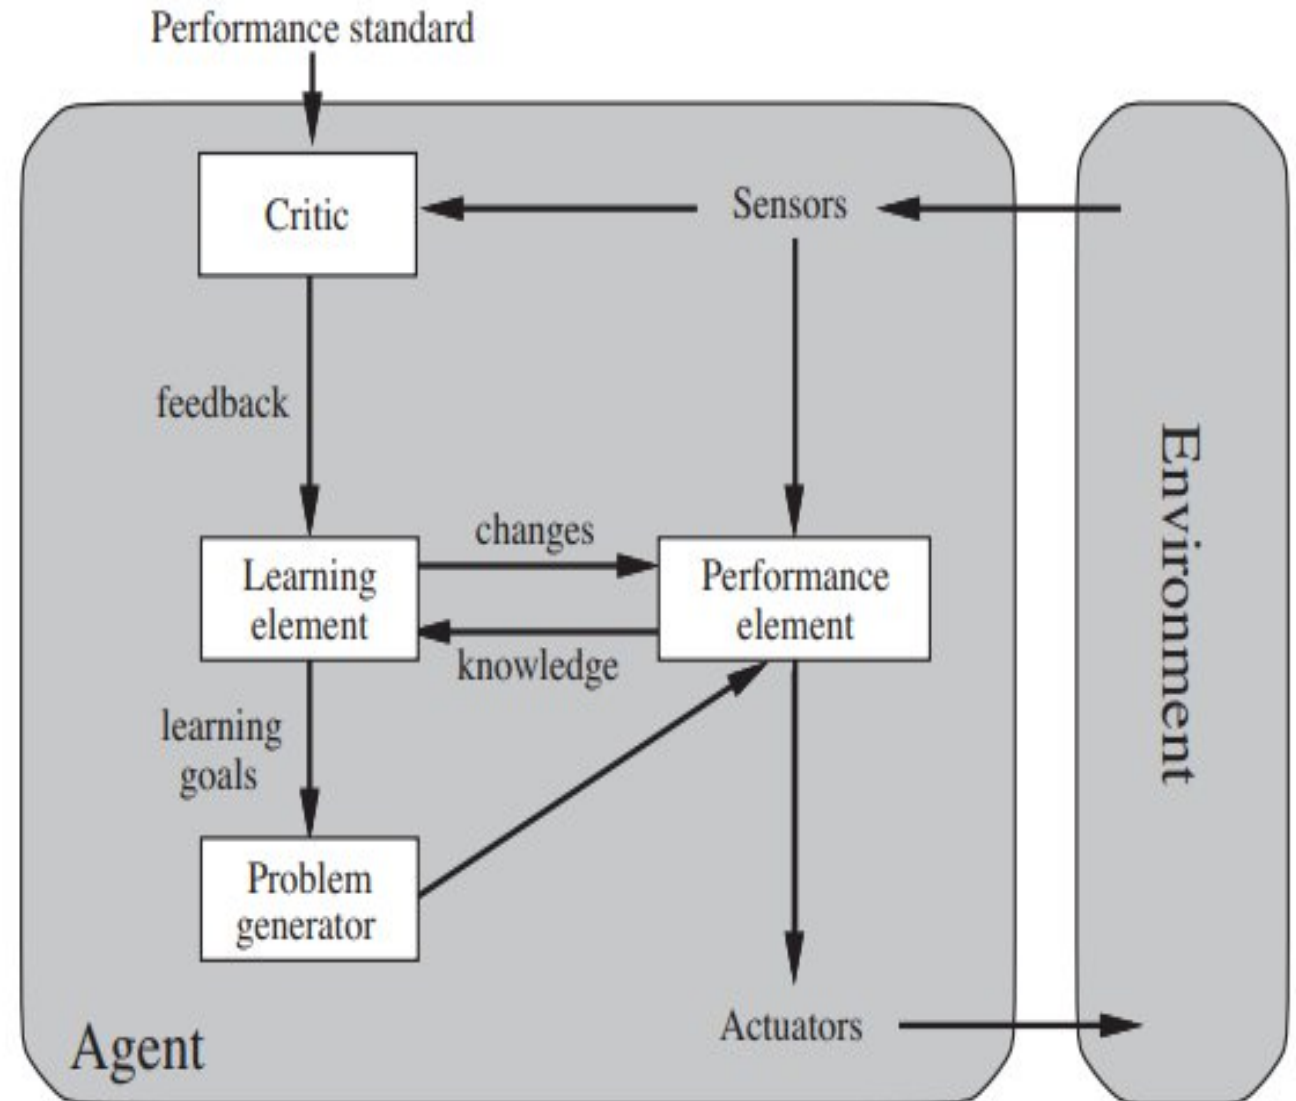 Performance standard
Critic
Sensors
feedback
changes
Learning
element
Performance
element
knowledge
learning
goals
Problem
generator
Agent
Actuators
Environment